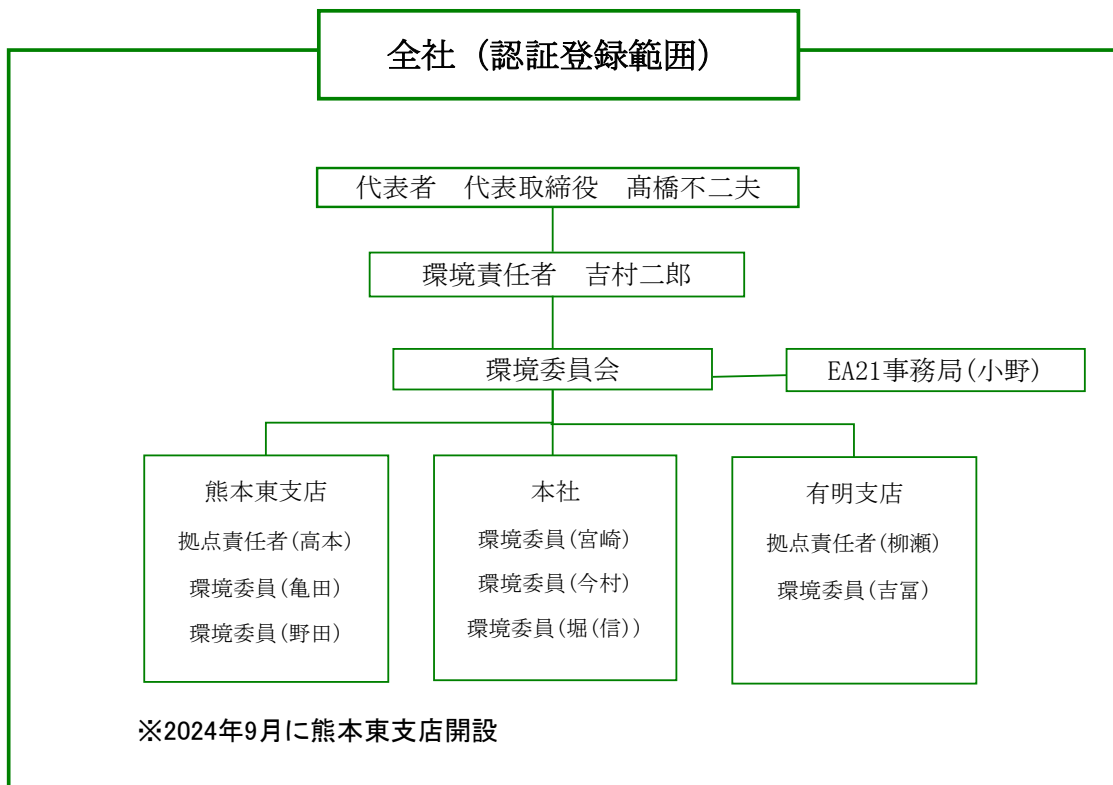 全社（認証登録範囲）
代表者　代表取締役　髙橋不二夫
環境責任者　吉村二郎
環境委員会
EA21事務局(小野)
熊本東支店
拠点責任者(高本)
環境委員(亀田)
環境委員(野田)
本社
環境委員(宮崎)
環境委員(今村)
環境委員(堀(信))
有明支店
拠点責任者(柳瀬)
環境委員(吉冨)
※2024年9月に熊本東支店開設